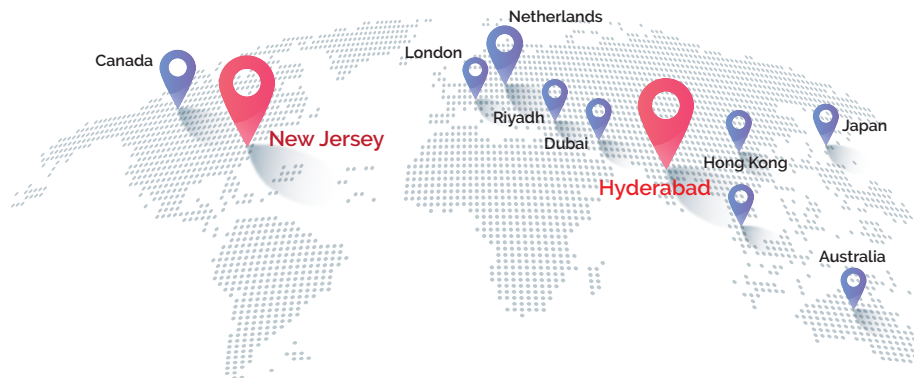 Netherlands
London
Canada
Riyadh
Japan
New Jersey
Dubai
Hong Kong
Hyderabad
Australia